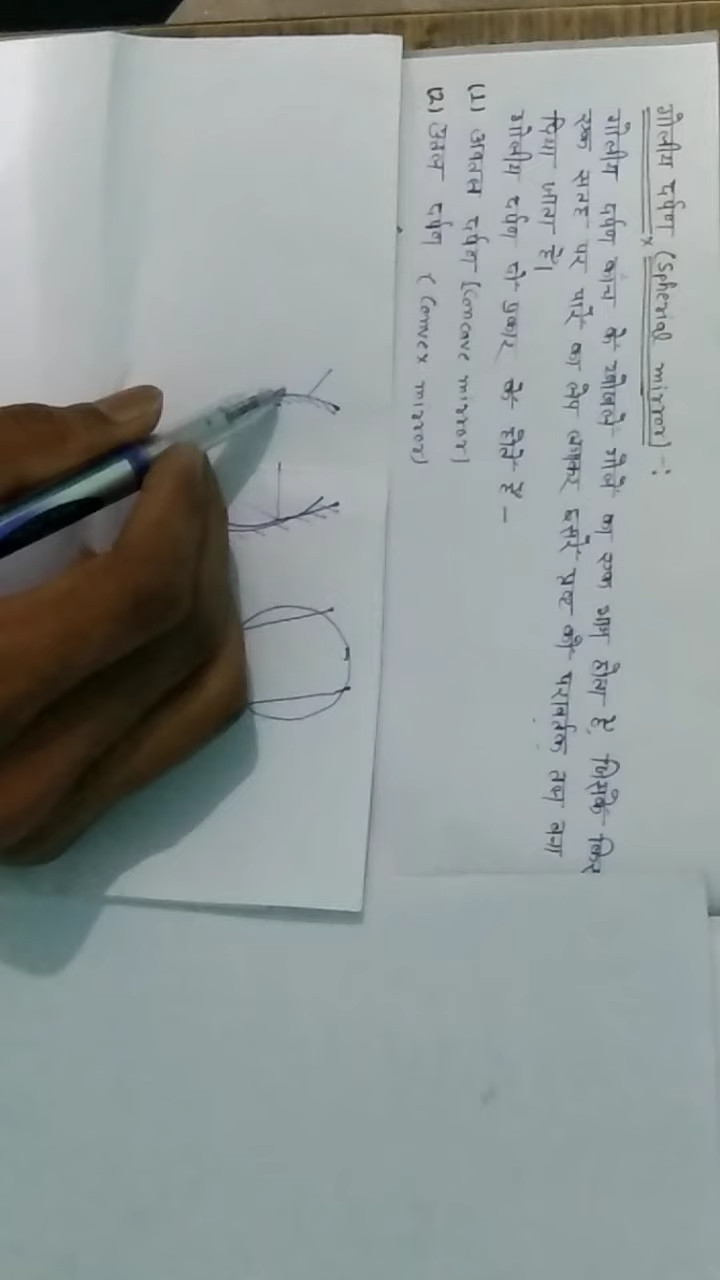 गोलीय दर्पण (Spherial mirror) -:
गोलीय दर्पण कांच के खोखले गोले का एक भाग होता है जिसके किसी
एक सतह पर पारे का लेप लगाकर दूसरे पृष्ठ को परावर्तक तल बना
दिया जाता है।
गोलीय दर्पण दो प्रकार के होते हैं –
(1) अवतल दर्पण (Concave mirror)
(2) उत्तल दर्पण (Convex mirror)